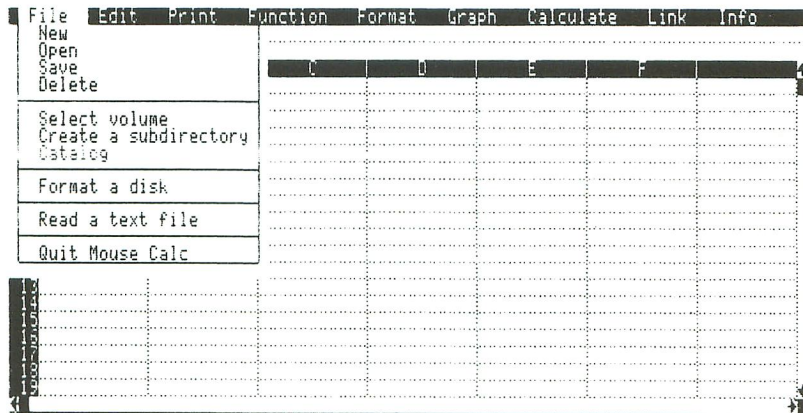 File Edit Print Function Format Graph Calculate Link Info
New
Open
Save
Delete
C D E F
Select volume
Create a subdirectory
Catalog
Format a disk
Read a text file
Quit Mouse Calc
13
14
15
16
17
18
19